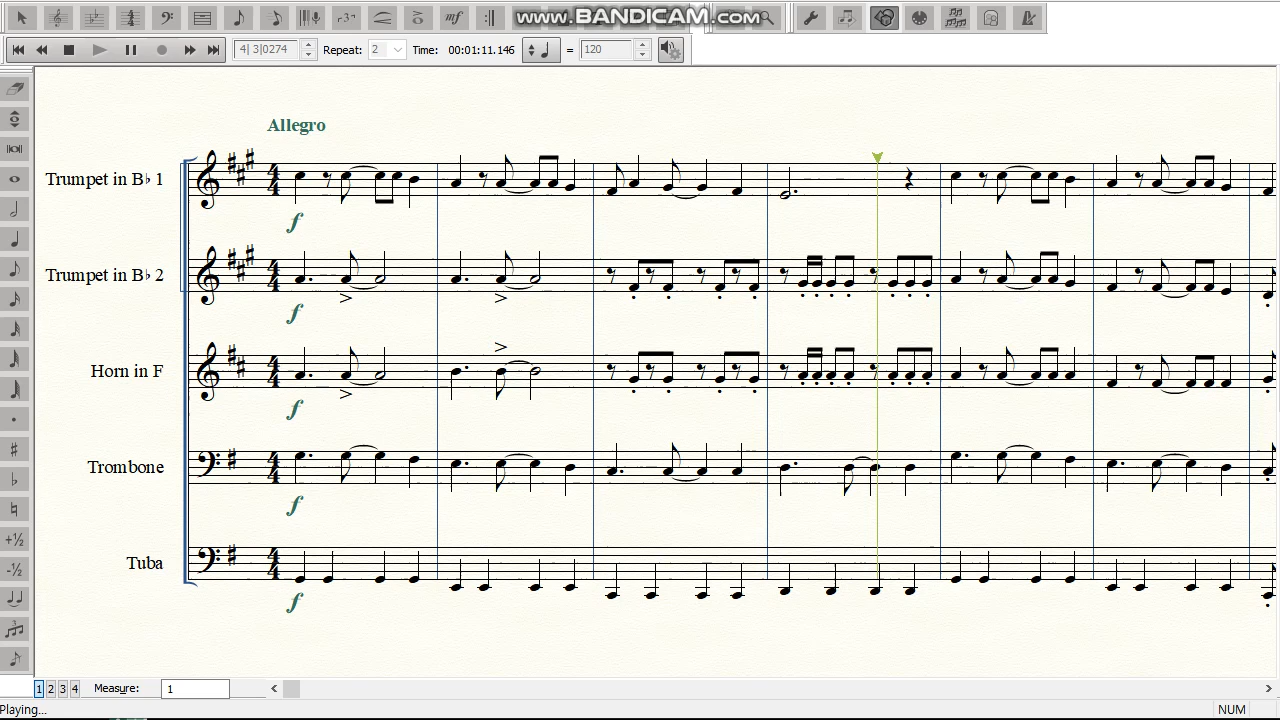 mf
www.BANDICAM.com
4| 3|0274
Repeat: 2
Time: 00:01:11.146
= 120
Allegro
Trumpet in B♭ 1
f
Trumpet in B♭ 2
f
Horn in F
f
Trombone
f
Tuba
f
1 2 3 4
Measure: 1
Playing...
NUM